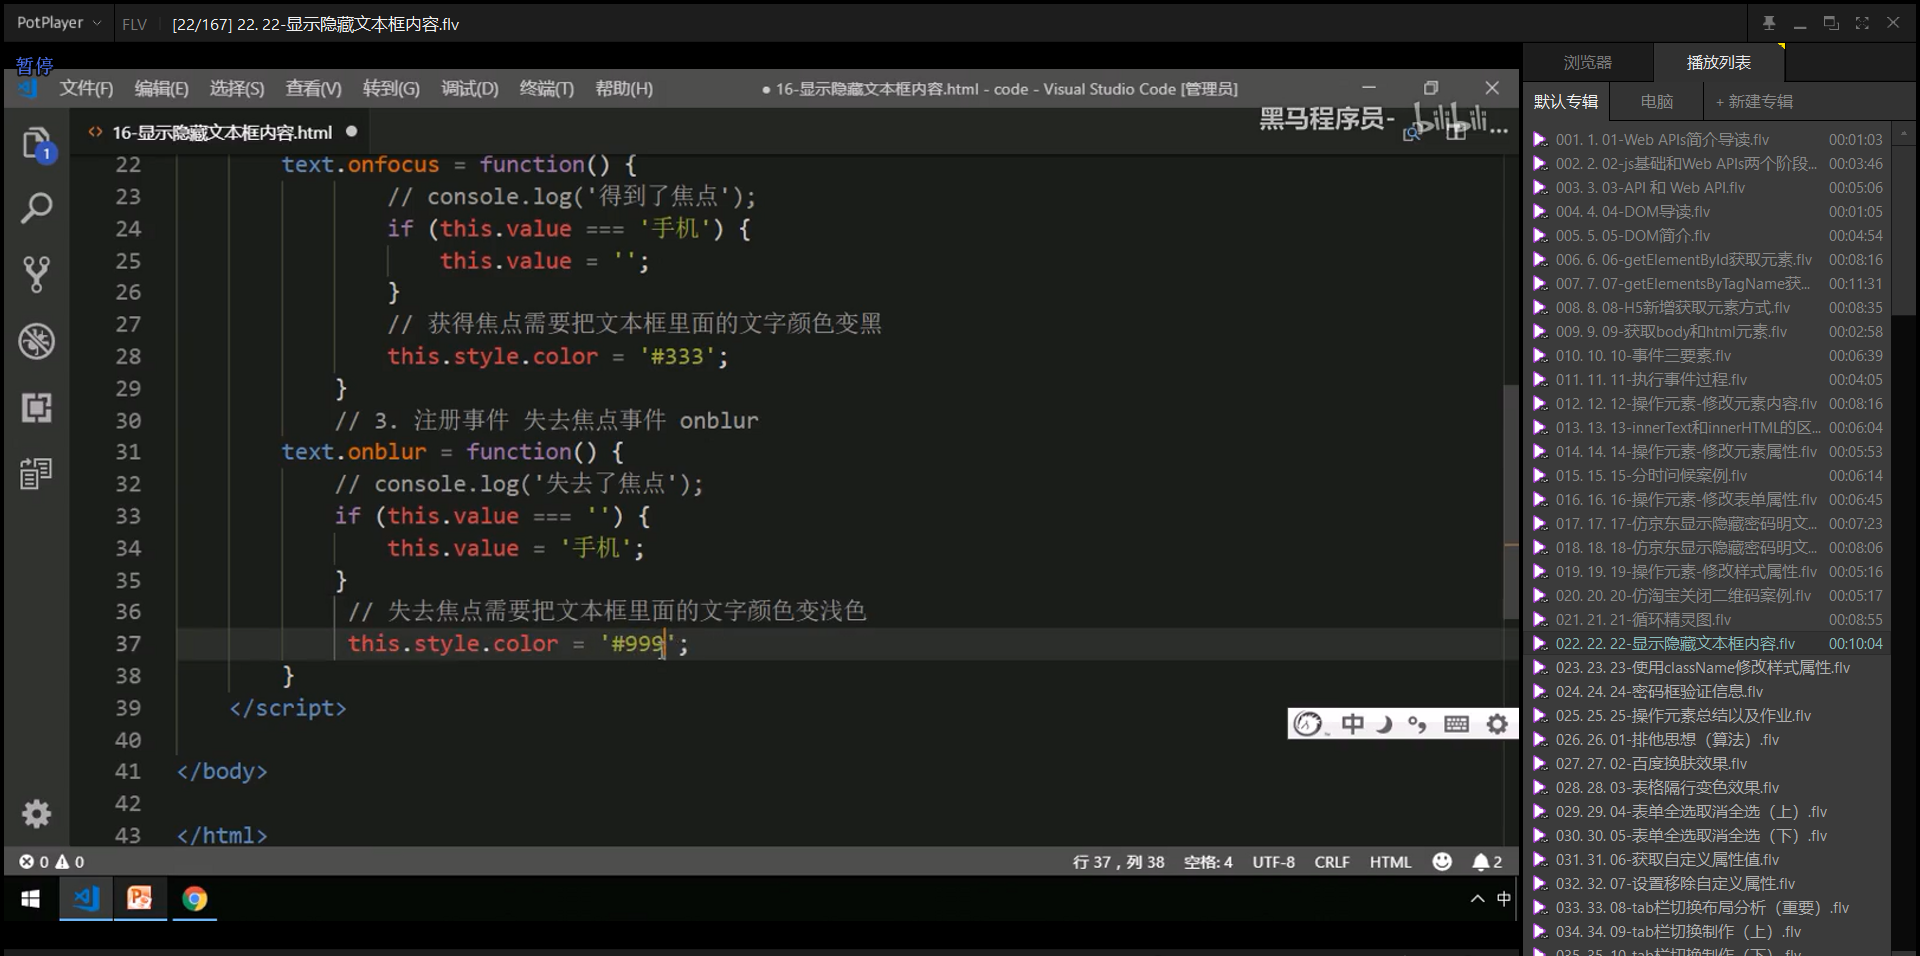 PotPlayer FLV [22/167] 22. 22-显示隐藏文本框内容.flv
暂停
文件(F) 编辑(E) 选择(S) 查看(V) 转到(G) 调试(D) 终端(T) 帮助(H) ● 16-显示隐藏文本框内容.html - code - Visual Studio Code [管理员]
黑马程序员- bilibili
1
<> 16-显示隐藏文本框内容.html ●
22 text.onfocus = function() {
23 // console.log('得到了焦点');
24 if (this.value === '手机') {
25 this.value = '';
26 }
27 // 获得焦点需要把文本框里面的文字颜色变黑
28 this.style.color = '#333';
29 }
30 // 3. 注册事件 失去焦点事件 onblur
31 text.onblur = function() {
32 // console.log('失去了焦点');
33 if (this.value === '') {
34 this.value = '手机';
35 }
36 // 失去焦点需要把文本框里面的文字颜色变浅色
37 this.style.color = '#999';
38 }
39 </script>
40
41 </body>
42
43 </html>
中
0 0 行 37，列 38 空格: 4 UTF-8 CRLF HTML 2
中
浏览器 播放列表
默认专辑 电脑 + 新建专辑
001. 1. 01-Web APIs简介导读.flv 00:01:03
002. 2. 02-js基础和Web APIs两个阶段... 00:03:46
003. 3. 03-API 和 Web API.flv 00:05:06
004. 4. 04-DOM导读.flv 00:01:05
005. 5. 05-DOM简介.flv 00:04:54
006. 6. 06-getElementById获取元素.flv 00:08:16
007. 7. 07-getElementsByTagName获... 00:11:31
008. 8. 08-H5新增获取元素方式.flv 00:08:35
009. 9. 09-获取body和html元素.flv 00:02:58
010. 10. 10-事件三要素.flv 00:06:39
011. 11. 11-执行事件过程.flv 00:04:05
012. 12. 12-操作元素-修改元素内容.flv 00:08:16
013. 13. 13-innerText和innerHTML的区... 00:06:04
014. 14. 14-操作元素-修改元素属性.flv 00:05:53
015. 15. 15-分时问候案例.flv 00:06:14
016. 16. 16-操作元素-修改表单属性.flv 00:06:45
017. 17. 17-仿京东显示隐藏密码明文... 00:07:23
018. 18. 18-仿京东显示隐藏密码明文... 00:08:06
019. 19. 19-操作元素-修改样式属性.flv 00:05:16
020. 20. 20-仿淘宝关闭二维码案例.flv 00:05:17
021. 21. 21-循环精灵图.flv 00:08:55
022. 22. 22-显示隐藏文本框内容.flv 00:10:04
023. 23. 23-使用className修改样式属性.flv
024. 24. 24-密码框验证信息.flv
025. 25. 25-操作元素总结以及作业.flv
026. 26. 01-排他思想（算法）.flv
027. 27. 02-百度换肤效果.flv
028. 28. 03-表格隔行变色效果.flv
029. 29. 04-表单全选取消全选（上）.flv
030. 30. 05-表单全选取消全选（下）.flv
031. 31. 06-获取自定义属性值.flv
032. 32. 07-设置移除自定义属性.flv
033. 33. 08-tab栏切换布局分析（重要）.flv
034. 34. 09-tab栏切换制作（上）.flv
035. 35. 10-tab栏切换制作（下）.flv